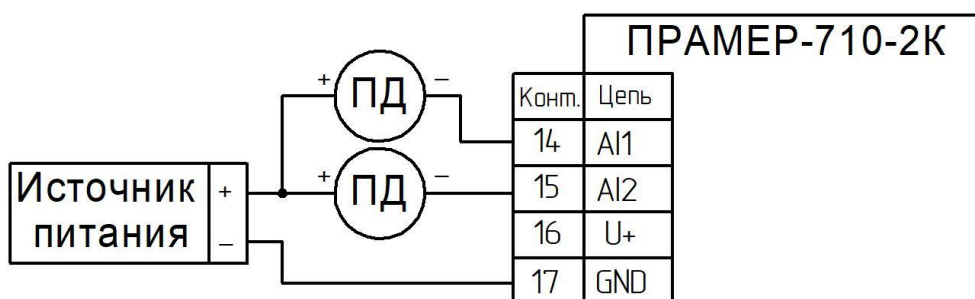 ПРАМЕР-710-2К
+ ПД –
Конт. Цепь
14 AI1
Источник +
+ ПД –
15 AI2
питания –
16 U+
17 GND